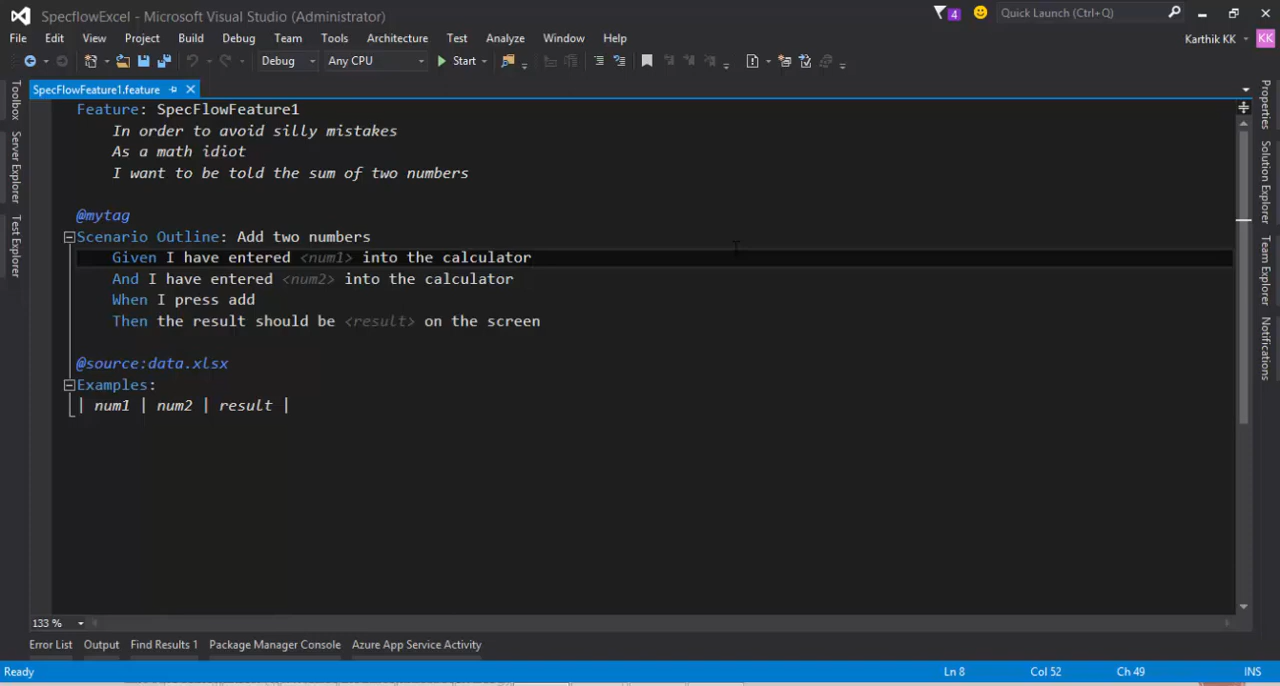 SpecflowExcel - Microsoft Visual Studio (Administrator)
4
Quick Launch (Ctrl+Q)
File Edit View Project Build Debug Team Tools Architecture Test Analyze Window Help
Karthik KK
KK
Debug Any CPU Start
SpecFlowFeature1.feature
Toolbox
Server Explorer
Test Explorer
Feature: SpecFlowFeature1
In order to avoid silly mistakes
As a math idiot
I want to be told the sum of two numbers
@mytag
Scenario Outline: Add two numbers
Given I have entered <num1> into the calculator
And I have entered <num2> into the calculator
When I press add
Then the result should be <result> on the screen
@source:data.xlsx
Examples:
| num1 | num2 | result |
Properties
Solution Explorer
Team Explorer
Notifications
133 %
Error List Output Find Results 1 Package Manager Console Azure App Service Activity
Ready Ln 8 Col 52 Ch 49 INS